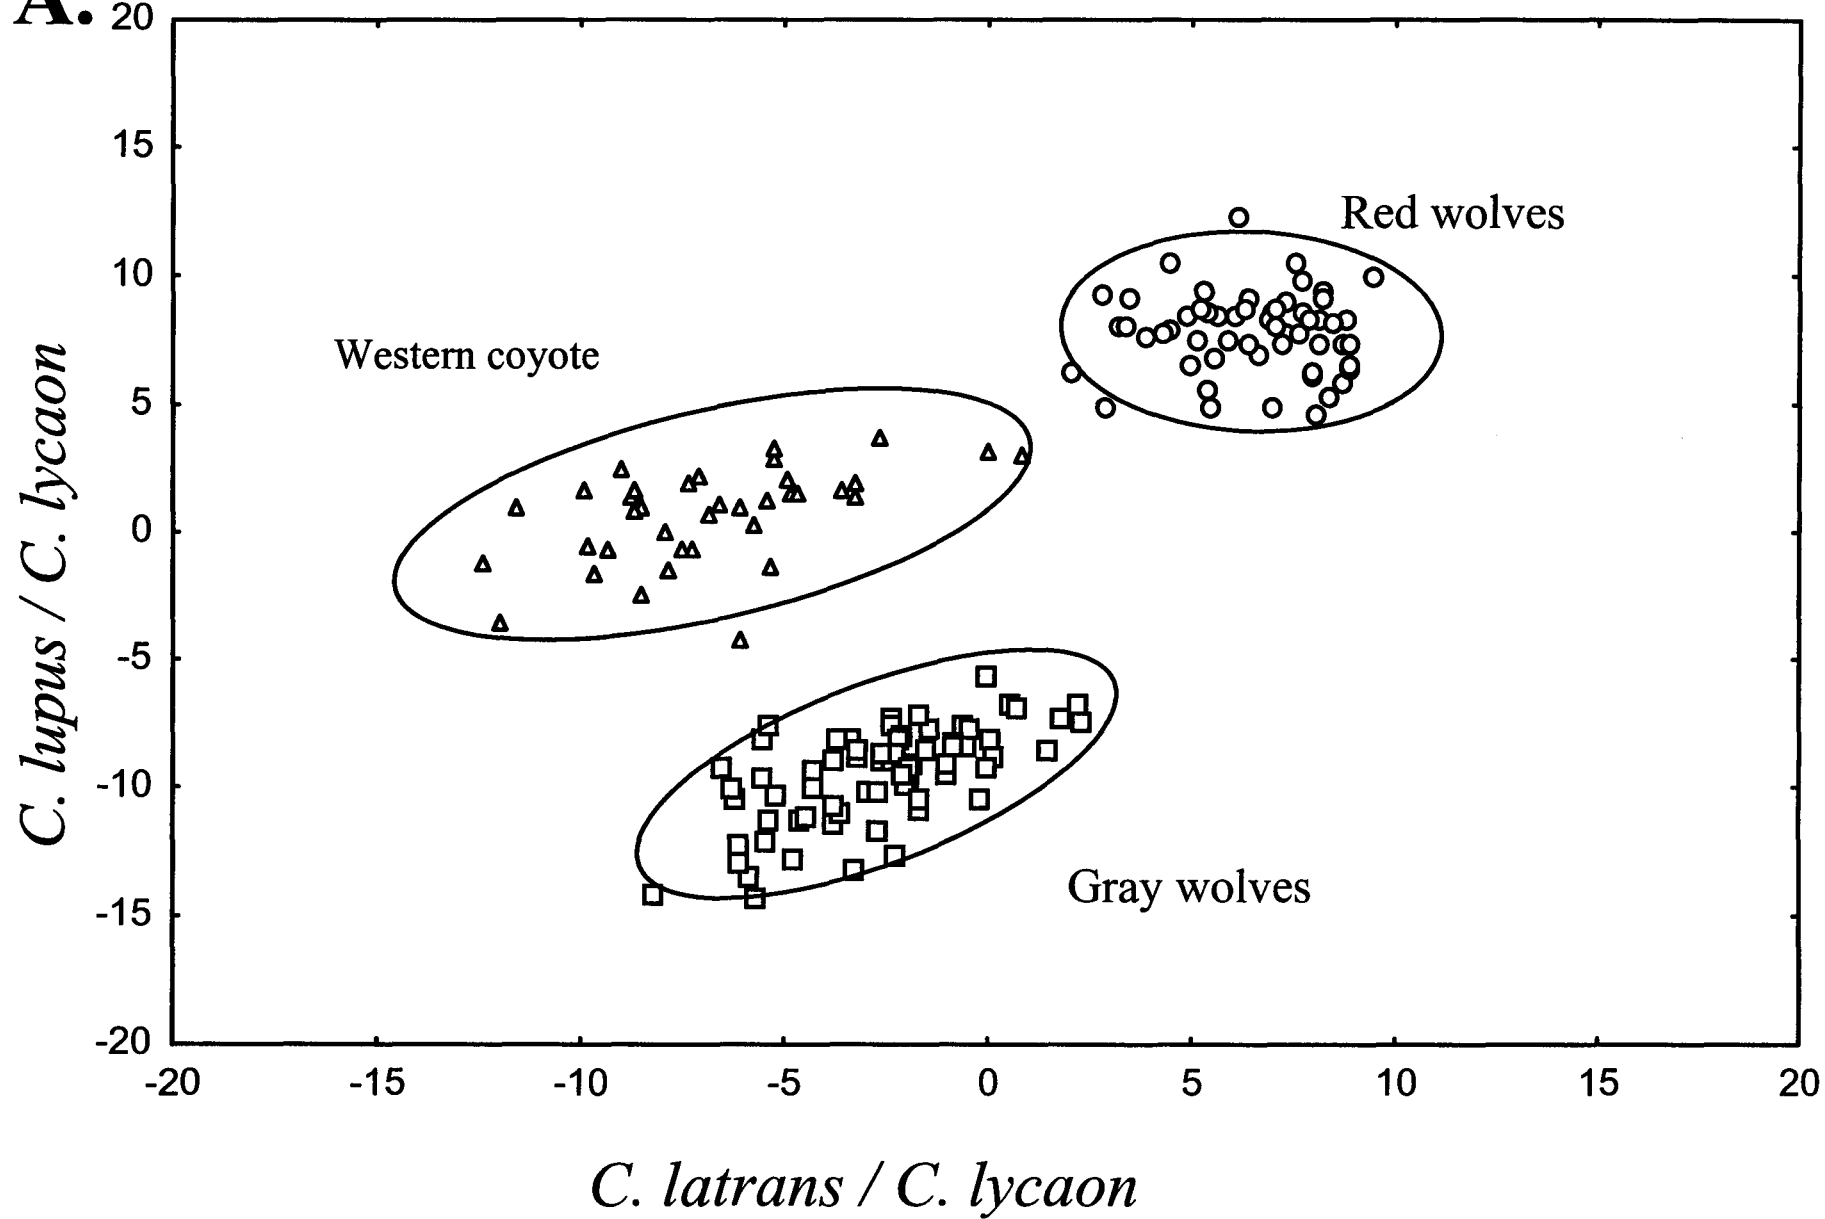 A.
20
15
10
5
0
-5
-10
-15
-20
C. lupus / C. lycaon
Red wolves
Western coyote
Gray wolves
-20 -15 -10 -5 0 5 10 15 20
C. latrans / C. lycaon